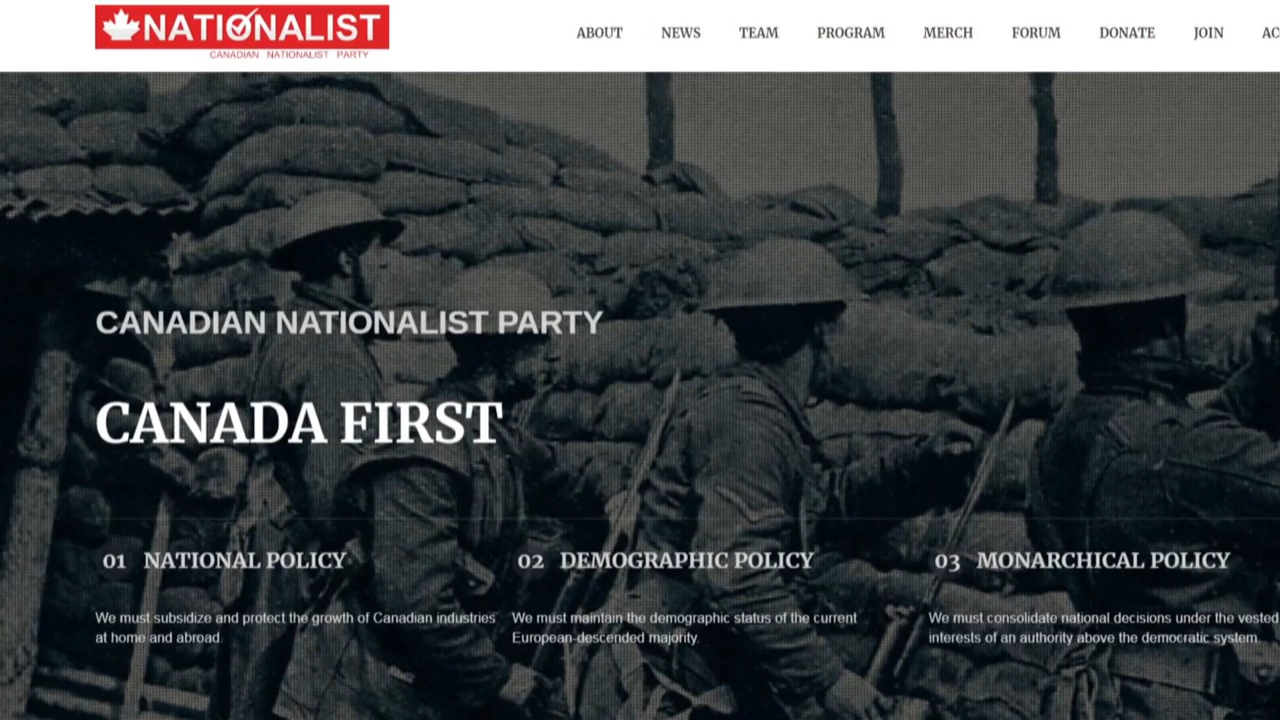 NATIONALIST
CANADIAN NATIONALIST PARTY
ABOUT NEWS TEAM PROGRAM MERCH FORUM DONATE JOIN AC
CANADIAN NATIONALIST PARTY
CANADA FIRST
01 NATIONAL POLICY
We must subsidize and protect the growth of Canadian industries
at home and abroad.
02 DEMOGRAPHIC POLICY
We must maintain the demographic status of the current
European-descended majority.
03 MONARCHICAL POLICY
We must consolidate national decisions under the vested
interests of an authority above the democratic system